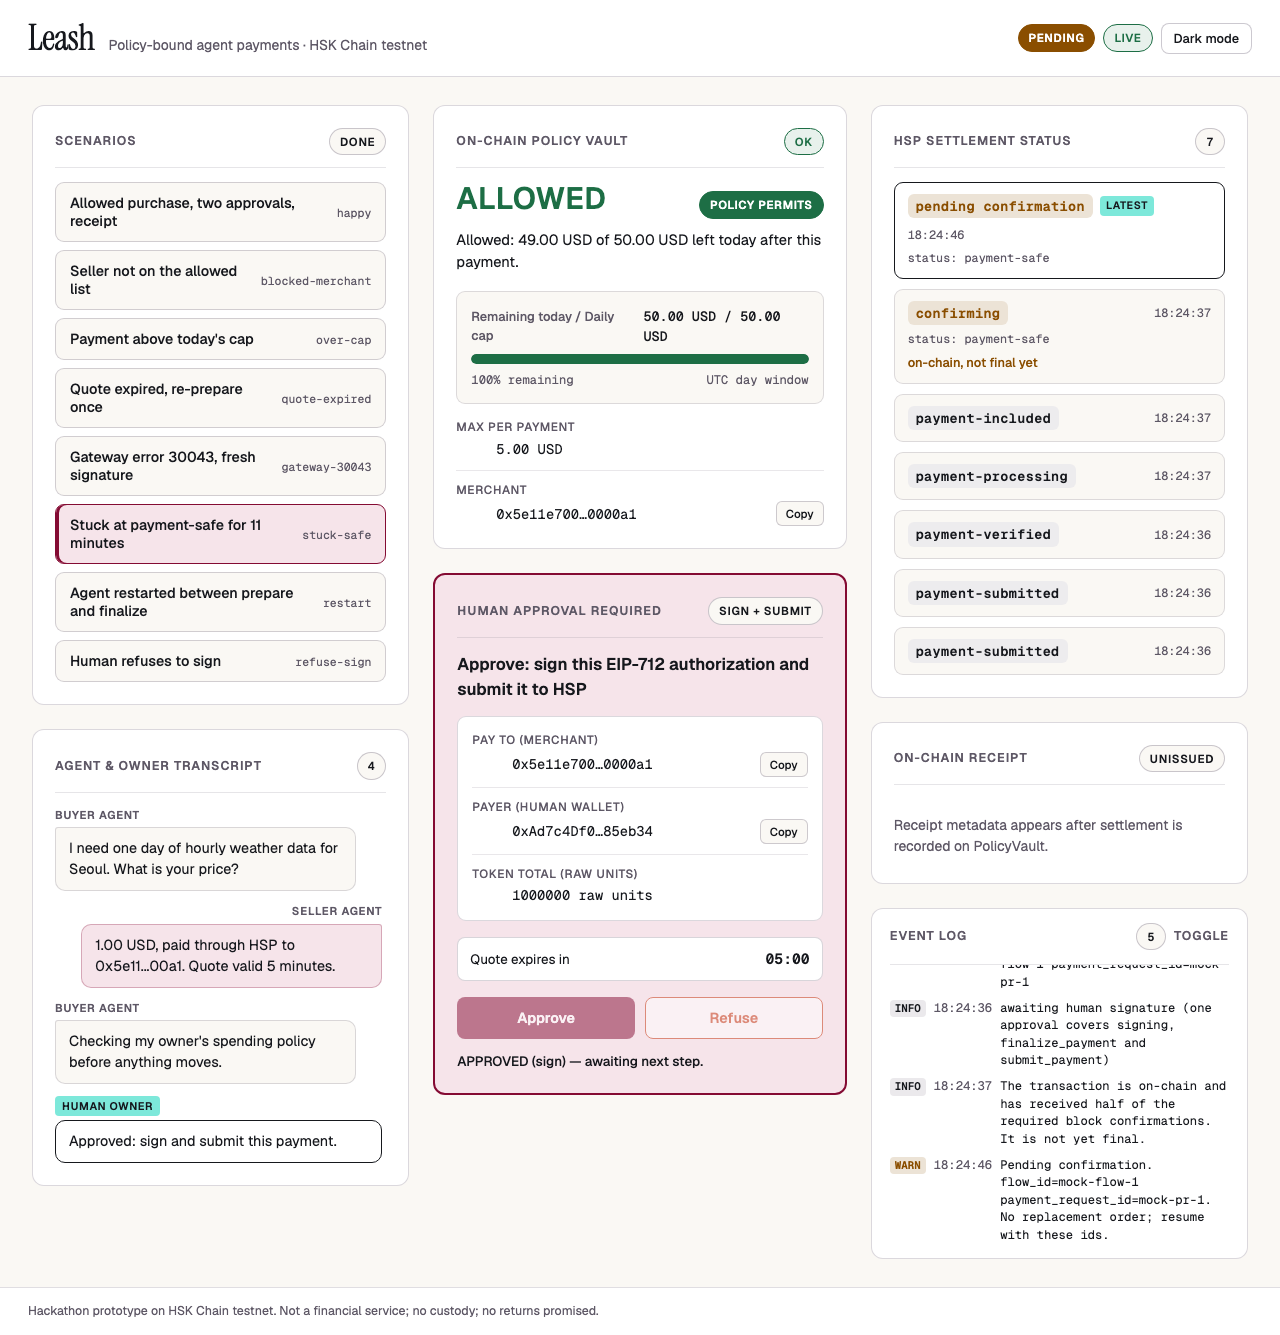 Leash
Policy-bound agent payments · HSK Chain testnet
PENDING
LIVE
Dark mode
SCENARIOS
DONE
Allowed purchase, two approvals,
receipt
happy
Seller not on the allowed
list
blocked-merchant
Payment above today's cap
over-cap
Quote expired, re-prepare
once
quote-expired
Gateway error 30043, fresh
signature
gateway-30043
Stuck at payment-safe for 11
minutes
stuck-safe
Agent restarted between prepare
and finalize
restart
Human refuses to sign
refuse-sign
AGENT & OWNER TRANSCRIPT
4
BUYER AGENT
I need one day of hourly weather data for
Seoul. What is your price?
SELLER AGENT
1.00 USD, paid through HSP to
0x5e11...00a1. Quote valid 5 minutes.
BUYER AGENT
Checking my owner's spending policy
before anything moves.
HUMAN OWNER
Approved: sign and submit this payment.
ON-CHAIN POLICY VAULT
OK
ALLOWED
POLICY PERMITS
Allowed: 49.00 USD of 50.00 USD left today after this
payment.
Remaining today / Daily
cap
50.00 USD / 50.00
USD
100% remaining
UTC day window
MAX PER PAYMENT
5.00 USD
MERCHANT
0x5e11e700…0000a1
Copy
HUMAN APPROVAL REQUIRED
SIGN + SUBMIT
Approve: sign this EIP-712 authorization and
submit it to HSP
PAY TO (MERCHANT)
0x5e11e700…0000a1
Copy
PAYER (HUMAN WALLET)
0xAd7c4Df0…85eb34
Copy
TOKEN TOTAL (RAW UNITS)
1000000 raw units
Quote expires in
05:00
Approve
Refuse
APPROVED (sign) — awaiting next step.
HSP SETTLEMENT STATUS
7
pending confirmation
LATEST
18:24:46
status: payment-safe
confirming
18:24:37
status: payment-safe
on-chain, not final yet
payment-included
18:24:37
payment-processing
18:24:37
payment-verified
18:24:36
payment-submitted
18:24:36
payment-submitted
18:24:36
ON-CHAIN RECEIPT
UNISSUED
Receipt metadata appears after settlement is
recorded on PolicyVault.
EVENT LOG
5
TOGGLE
flow-1 payment_request_id=mock-
pr-1
INFO
18:24:36
awaiting human signature (one
approval covers signing,
finalize_payment and
submit_payment)
INFO
18:24:37
The transaction is on-chain and
has received half of the
required block confirmations.
It is not yet final.
WARN
18:24:46
Pending confirmation.
flow_id=mock-flow-1
payment_request_id=mock-pr-1.
No replacement order; resume
with these ids.
Hackathon prototype on HSK Chain testnet. Not a financial service; no custody; no returns promised.